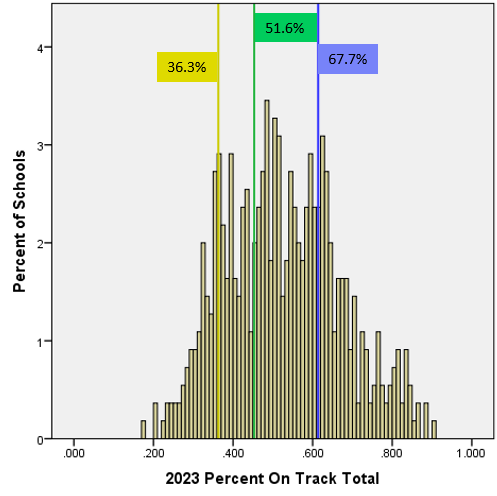 51.6%
36.3%
67.7%
Percent of Schools
4
3
2
1
0
.000 .200 .400 .600 .800 1.000
2023 Percent On Track Total